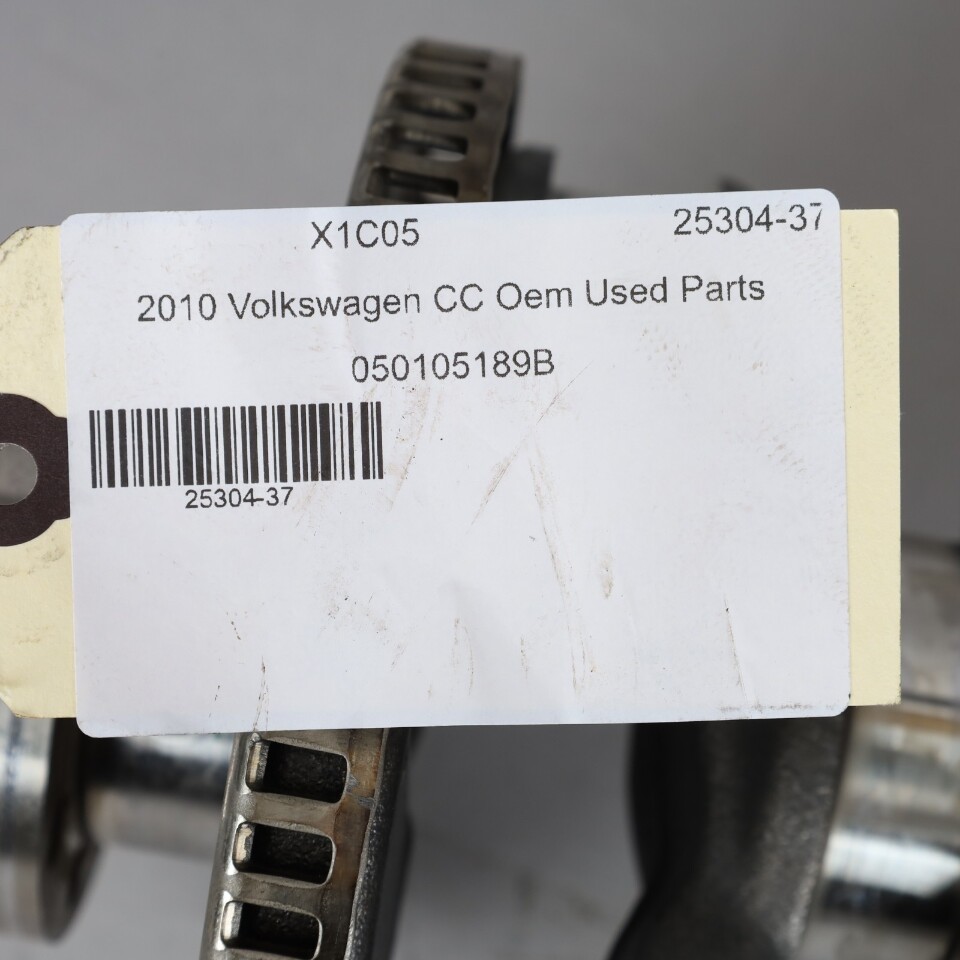 X1C05 25304-37
2010 Volkswagen CC Oem Used Parts
050105189B
25304-37